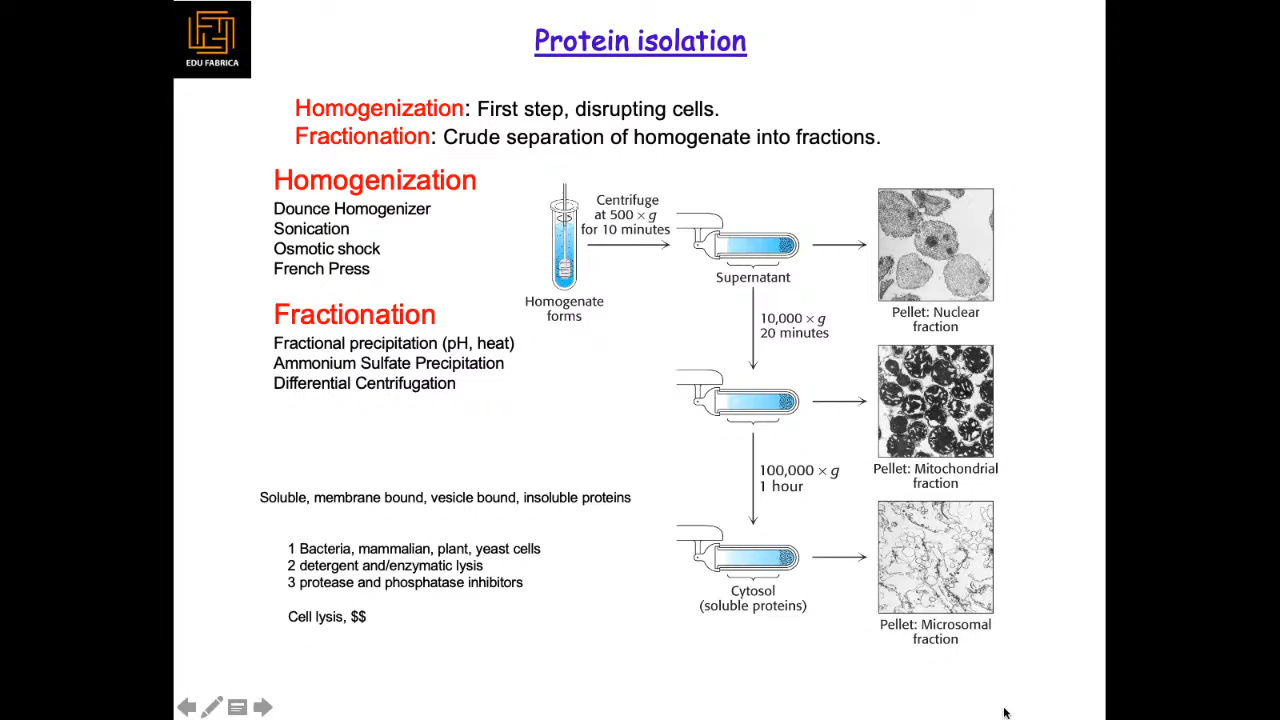 EDU FABRICA
Protein isolation
Homogenization: First step, disrupting cells.
Fractionation: Crude separation of homogenate into fractions.
Homogenization
Dounce Homogenizer
Sonication
Osmotic shock
French Press
Fractionation
Fractional precipitation (pH, heat)
Ammonium Sulfate Precipitation
Differential Centrifugation
Soluble, membrane bound, vesicle bound, insoluble proteins
1 Bacteria, mammalian, plant, yeast cells
2 detergent and/enzymatic lysis
3 protease and phosphatase inhibitors
Cell lysis, $$
Homogenate
forms
Centrifuge
at 500 × g
for 10 minutes
Supernatant
Pellet: Nuclear
fraction
10,000 × g
20 minutes
Pellet: Mitochondrial
fraction
100,000 × g
1 hour
Cytosol
(soluble proteins)
Pellet: Microsomal
fraction